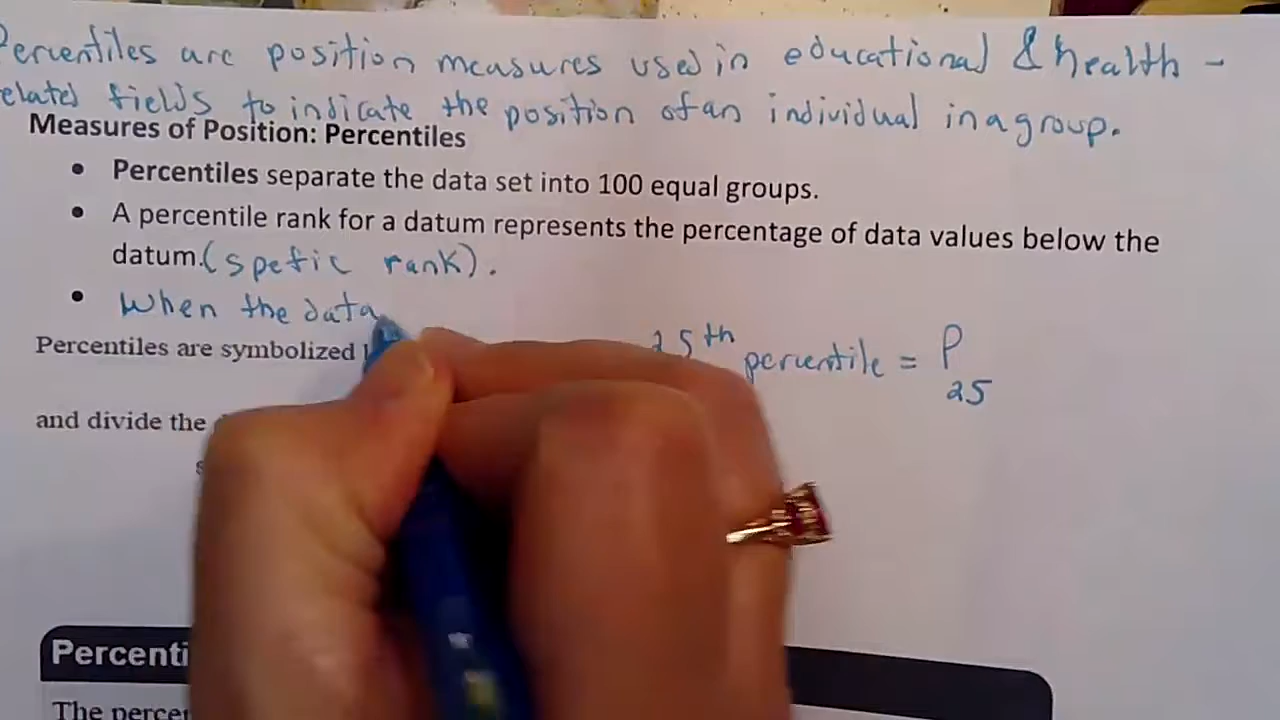 Percentiles are position measures used in educational & health -
elated fields to indicate the position of an individual in a group.
Measures of Position: Percentiles
• Percentiles separate the data set into 100 equal groups.
• A percentile rank for a datum represents the percentage of data values below the
datum. (spefic rank).
• When the data
Percentiles are symbolized
25th percentile = P25
and divide the
Percenti
The percen